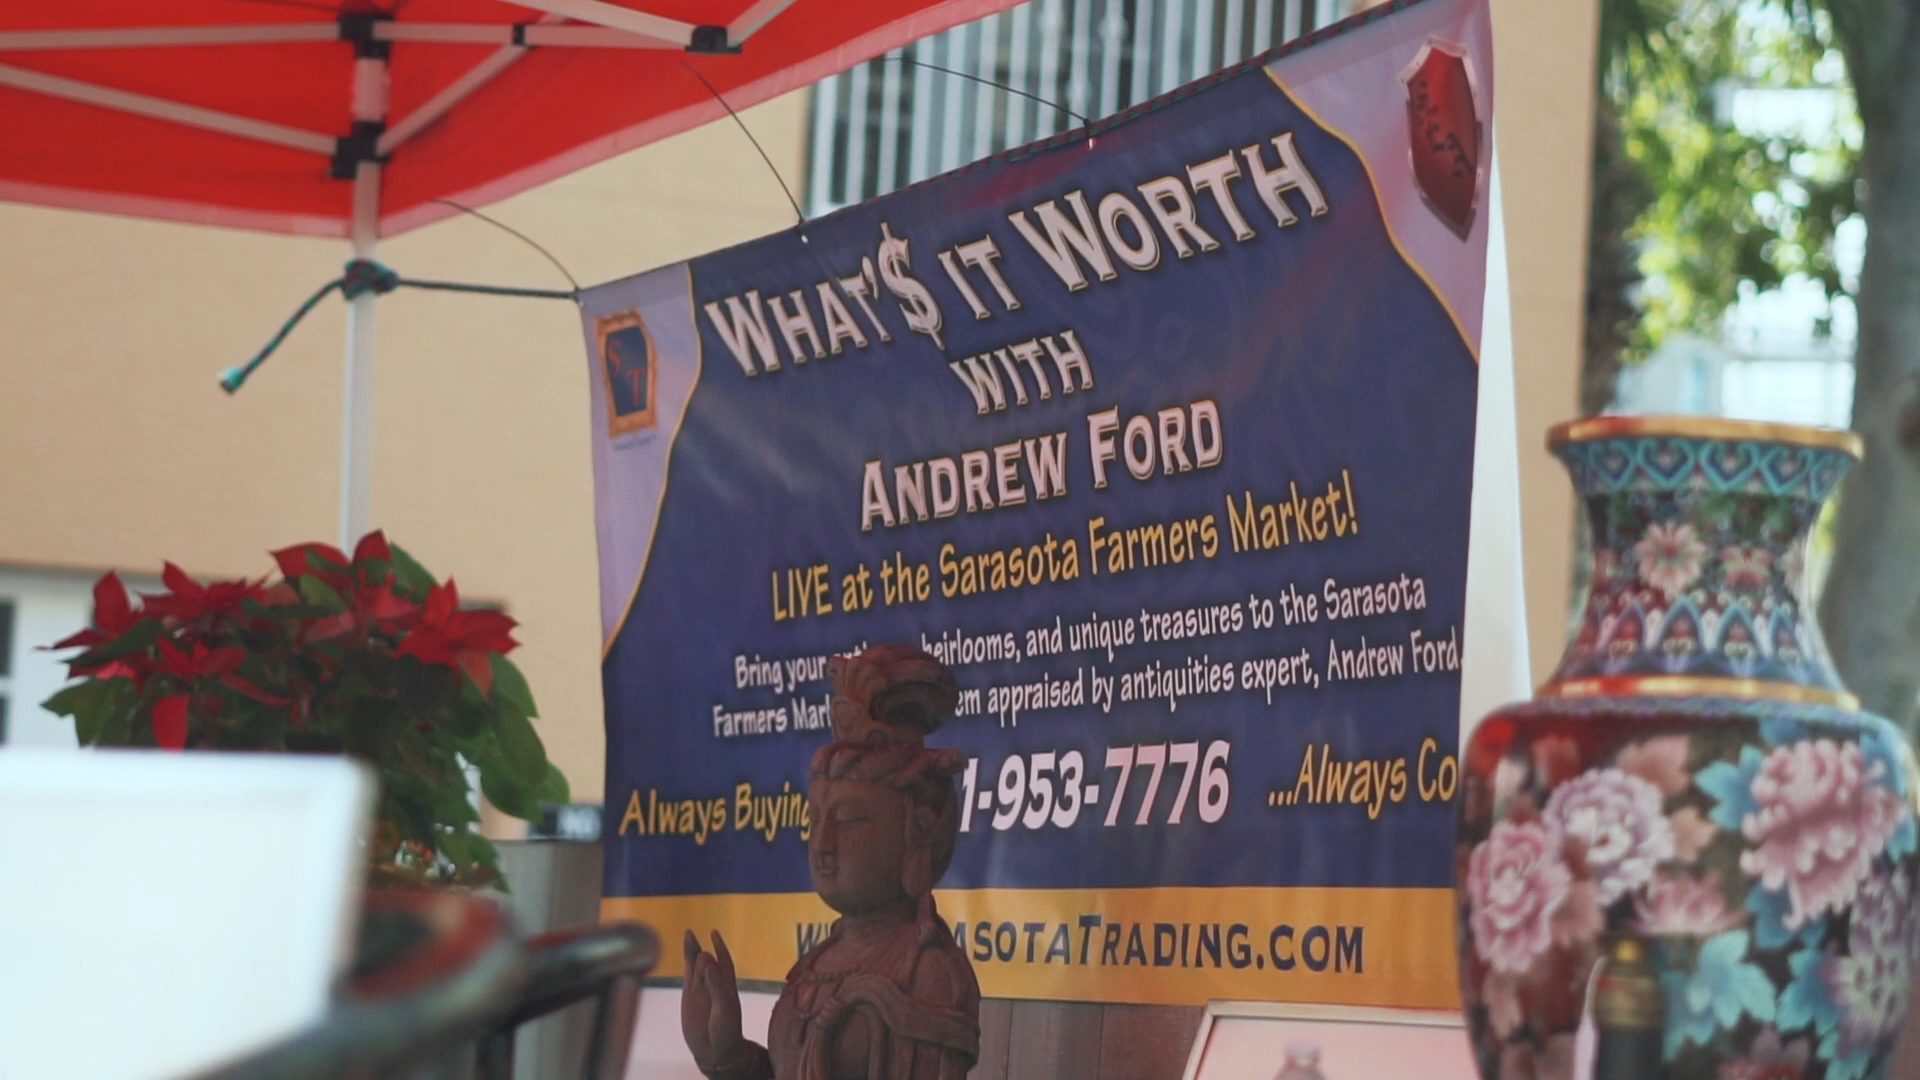 WHAT'$ IT WORTH
WITH
ANDREW FORD
LIVE at the Sarasota Farmers Market!
Bring your heirlooms, and unique treasures to the Sarasota
Farmers appraised by antiquities expert, Andrew Ford.
Always Buying 1-953-7776 ...Always Co
ASOTATRADING.COM
S T